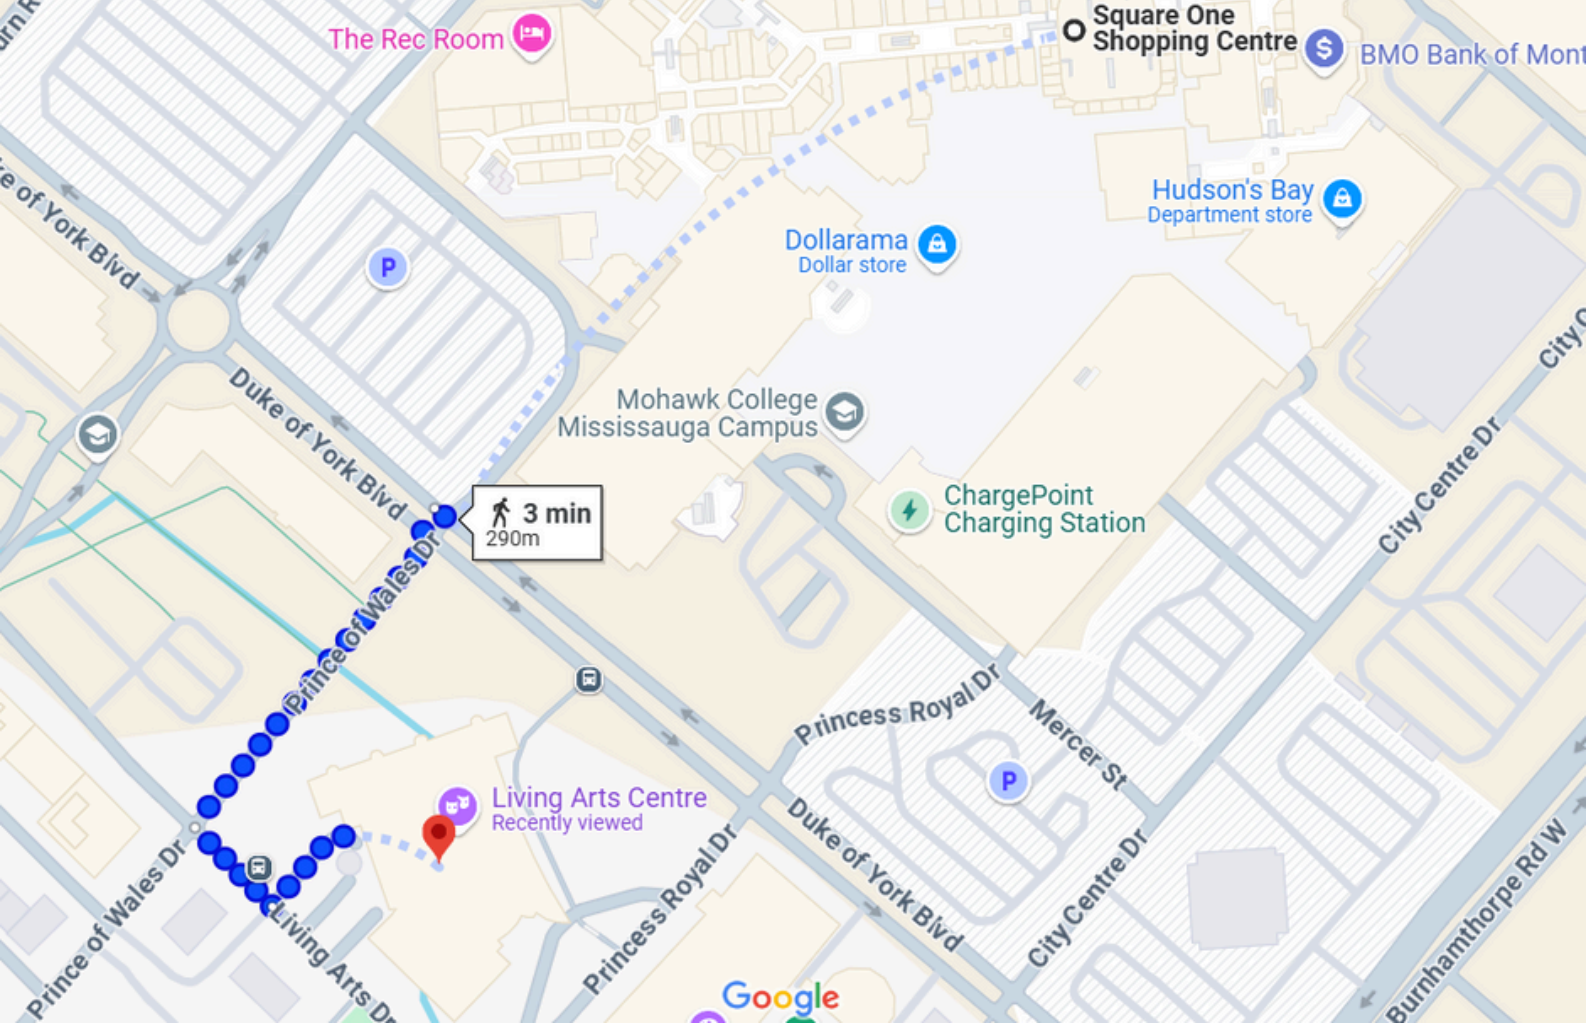 Square One
Shopping Centre
The Rec Room
BMO Bank of Mont
Duke of York Blvd
Hudson's Bay
Department store
Dollarama
Dollar store
P
City C
Duke of York Blvd
Mohawk College
Mississauga Campus
City Centre Dr
ChargePoint
Charging Station
3 min
290m
Prince of Wales Dr
Princess Royal Dr
Mercer St
P
Living Arts Centre
Recently viewed
Duke of York Blvd
Prince of Wales Dr
Princess Royal Dr
City Centre Dr
Burnhamthorpe Rd W
Living Arts Dr
Google